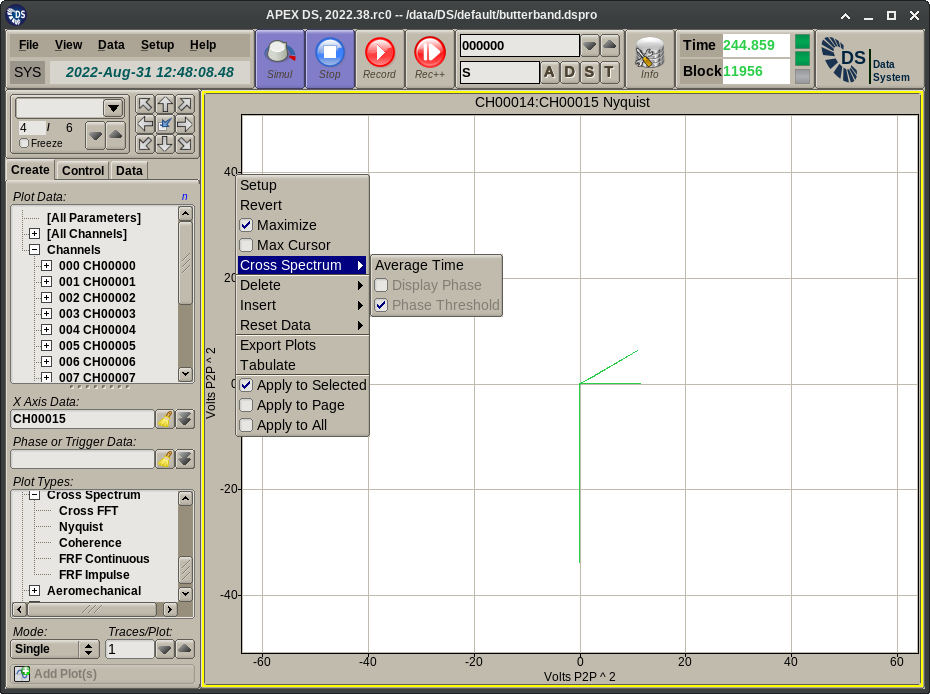 APEX DS, 2022.38.rc0 -- /data/DS/default/butterband.dspro
DS
File View Data Setup Help
SYS 2022-Aug-31 12:48:08.48
Simul
Stop
Record
Rec++
000000
S A D S T
Info
Time 244.859
Block 11956
DS Data System
4 / 6
Freeze
Create Control Data
Plot Data: n
[All Parameters]
[All Channels]
Channels
000 CH00000
001 CH00001
002 CH00002
003 CH00003
004 CH00004
005 CH00005
006 CH00006
007 CH00007
X Axis Data:
CH00015
Phase or Trigger Data:
Plot Types:
Cross Spectrum
Cross FFT
Nyquist
Coherence
FRF Continuous
FRF Impulse
Aeromechanical
Mode: Traces/Plot:
Single 1
Add Plot(s)
CH00014:CH00015 Nyquist
40
20
0
-20
-40
Volts P2P ^ 2
-60 -40 -20 0 20 40 60
Volts P2P ^ 2
Setup
Revert
Maximize
Max Cursor
Cross Spectrum
Delete
Insert
Reset Data
Export Plots
Tabulate
Apply to Selected
Apply to Page
Apply to All
Average Time
Display Phase
Phase Threshold